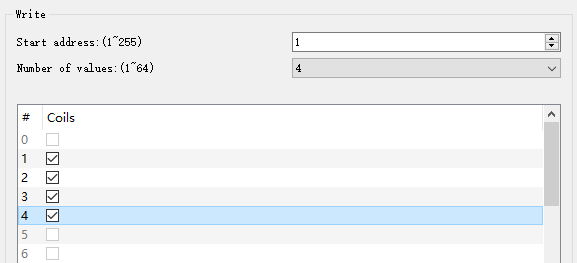 Write
Start address:(1~255) 1
Number of values:(1~64) 4
# Coils
0
1
2
3
4
5
6